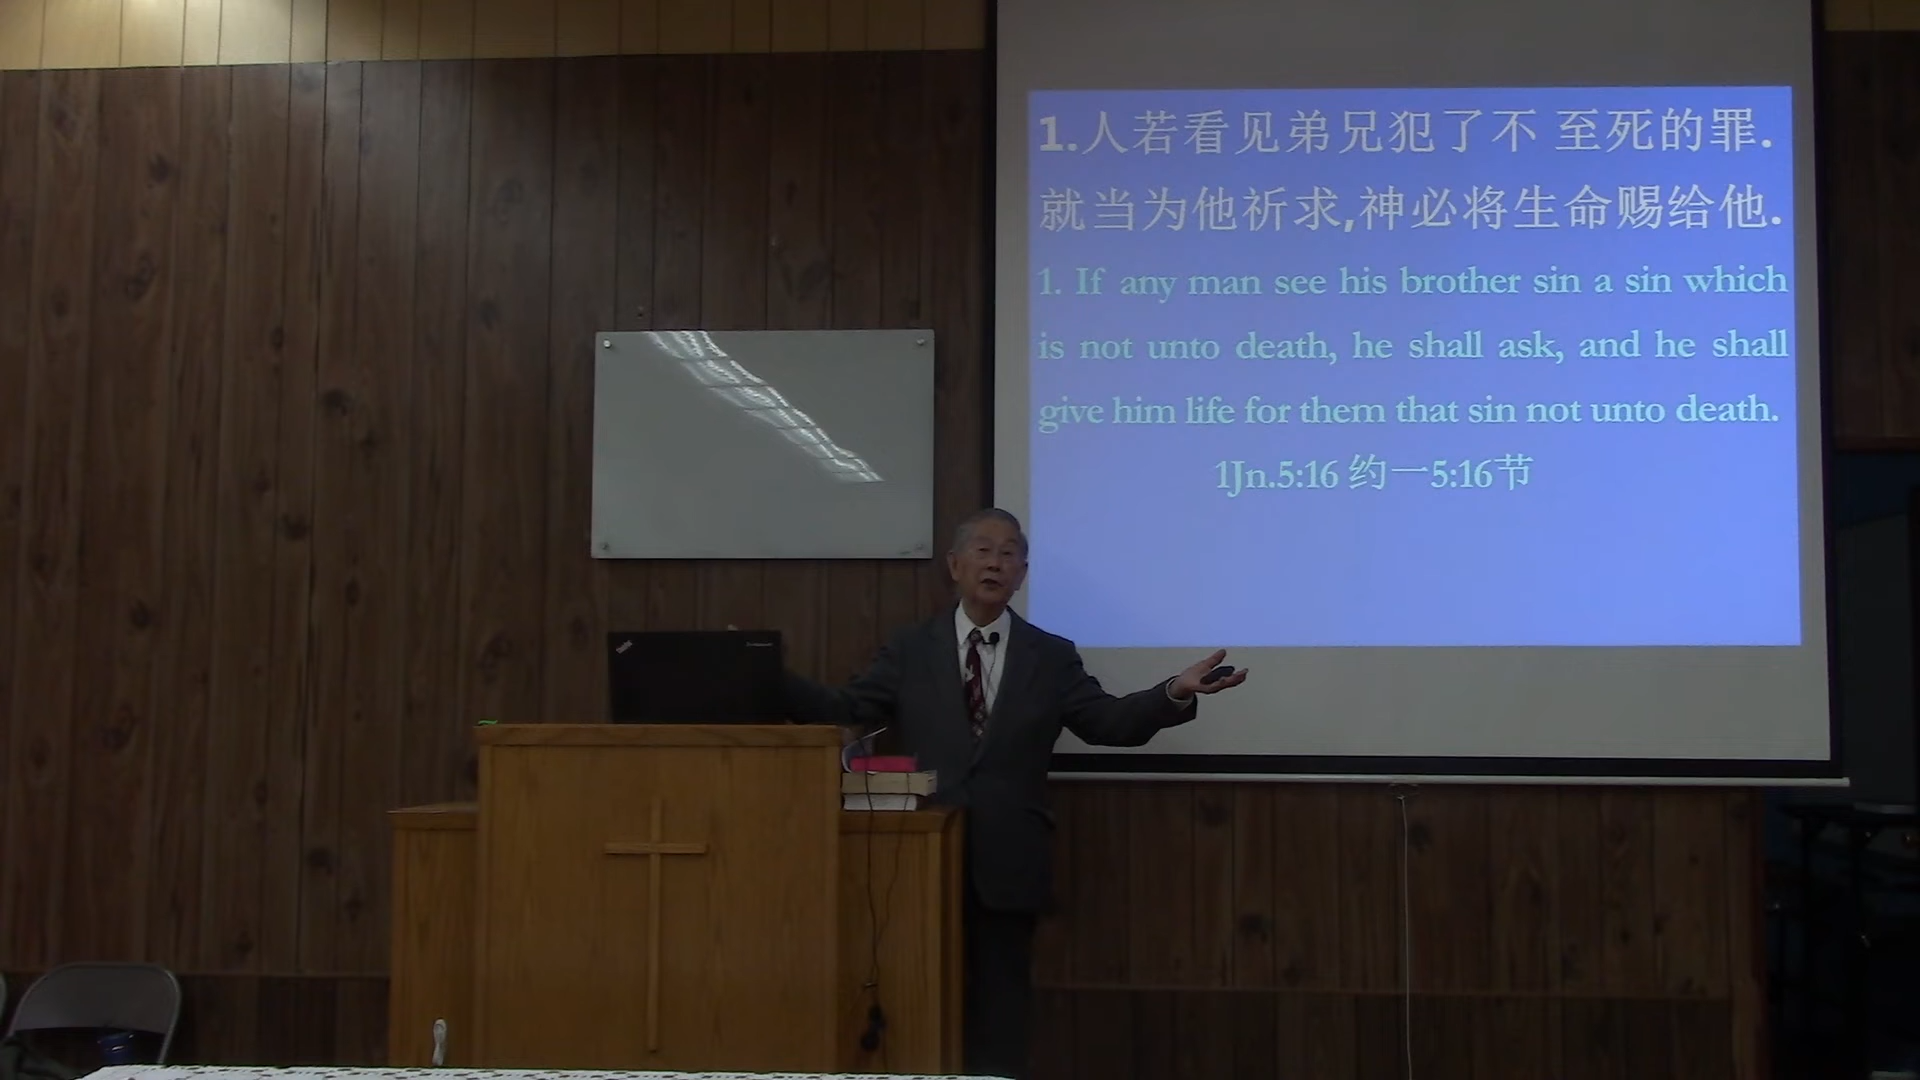 1.人若看见弟兄犯了不 至死的罪.
就当为他祈求,神必将生命赐给他.
1. If any man see his brother sin a sin which
is not unto death, he shall ask, and he shall
give him life for them that sin not unto death.
1Jn.5:16 约一5:16节